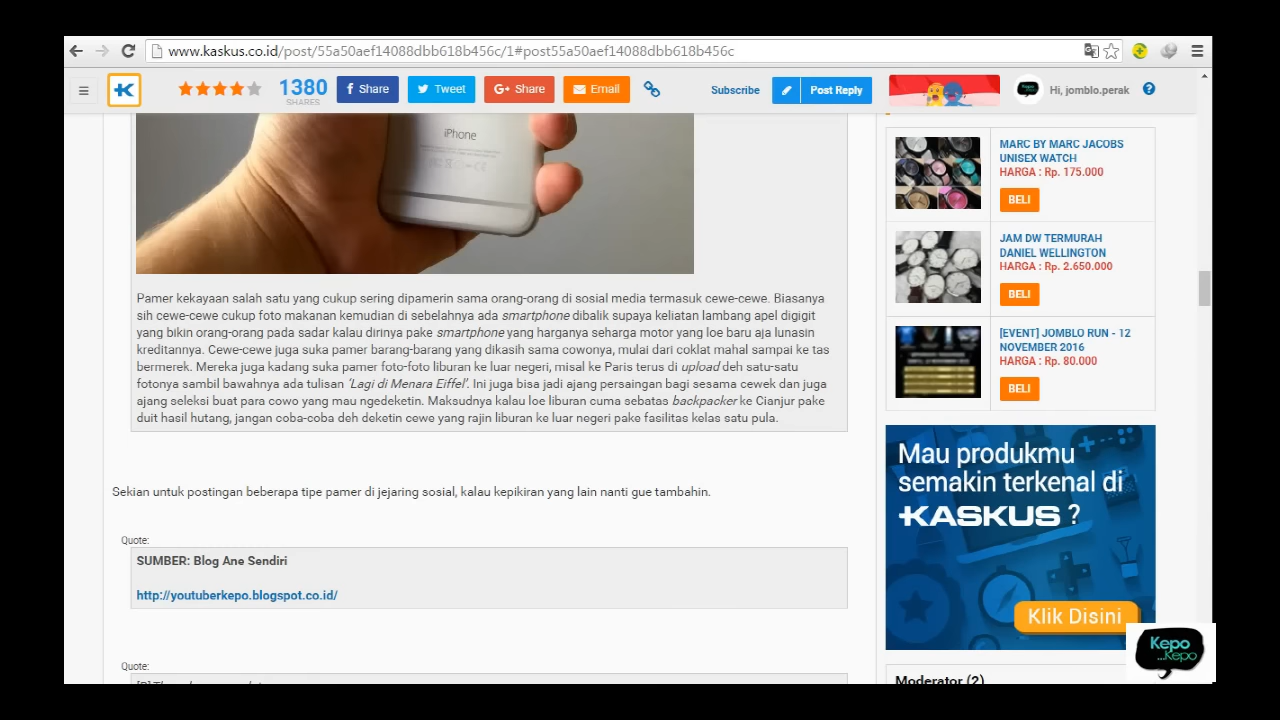 www.kaskus.co.id/post/55a50aef14088dbb618b456c/1#post55a50aef14088dbb618b456c
1380
SHARES
Share
Tweet
G+ Share
Email
Subscribe
Post Reply
Hi, jomblo.perak
iPhone
Pamer kekayaan salah satu yang cukup sering dipamerin sama orang-orang di sosial media termasuk cewe-cewe. Biasanya
sih cewe-cewe cukup foto makanan kemudian di sebelahnya ada smartphone dibalik supaya keliatan lambang apel digigit
yang bikin orang-orang pada sadar kalau dirinya pake smartphone yang harganya seharga motor yang loe baru aja lunasin
kreditannya. Cewe-cewe juga suka pamer barang-barang yang dikasih sama cowonya, mulai dari coklat mahal sampai ke tas
bermerek. Mereka juga kadang suka pamer foto-foto liburan ke luar negeri, misal ke Paris terus di upload deh satu-satu
fotonya sambil bawahnya ada tulisan 'Lagi di Menara Eiffel'. Ini juga bisa jadi ajang persaingan bagi sesama cewek dan juga
ajang seleksi buat para cowo yang mau ngedeketin. Maksudnya kalau loe liburan cuma sebatas backpacker ke Cianjur pake
duit hasil hutang, jangan coba-coba deh deketin cewe yang rajin liburan ke luar negeri pake fasilitas kelas satu pula.
Sekian untuk postingan beberapa tipe pamer di jejaring sosial, kalau kepikiran yang lain nanti gue tambahin.
Quote:
SUMBER: Blog Ane Sendiri
http://youtuberkepo.blogspot.co.id/
Quote:
MARC BY MARC JACOBS
UNISEX WATCH
HARGA : Rp. 175.000
BELI
JAM DW TERMURAH
DANIEL WELLINGTON
HARGA : Rp. 2.650.000
BELI
[EVENT] JOMBLO RUN - 12
NOVEMBER 2016
HARGA : Rp. 80.000
BELI
Mau produkmu
semakin terkenal di
KASKUS ?
Klik Disini
Kepo
...Kepo
Moderator (2)